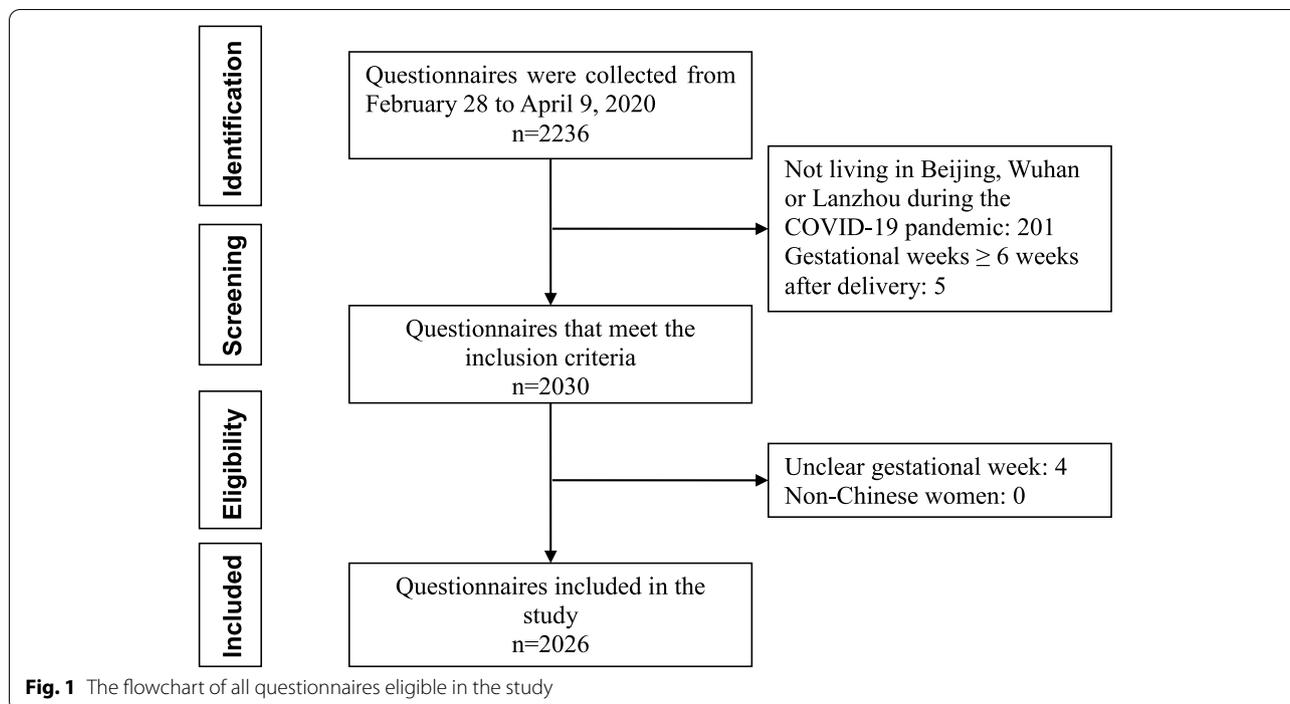 Identification
Questionnaires were collected from
February 28 to April 9, 2020
n=2236
Not living in Beijing, Wuhan
or Lanzhou during the
COVID-19 pandemic: 201
Gestational weeks ≥ 6 weeks
after delivery: 5
Screening
Questionnaires that meet the
inclusion criteria
n=2030
Eligibility
Unclear gestational week: 4
Non-Chinese women: 0
Included
Questionnaires included in the
study
n=2026
Fig. 1 The flowchart of all questionnaires eligible in the study